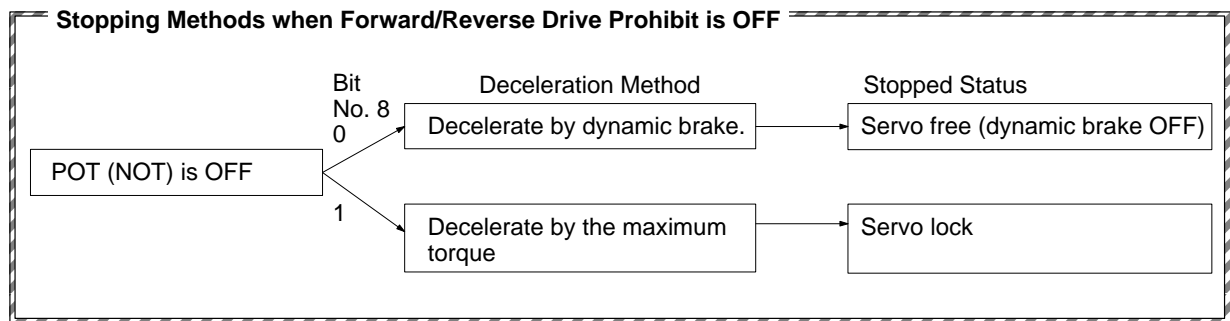 Stopping Methods when Forward/Reverse Drive Prohibit is OFF
Bit
No. 8
Deceleration Method
Stopped Status
0
Decelerate by dynamic brake.
Servo free (dynamic brake OFF)
POT (NOT) is OFF
1
Decelerate by the maximum
torque
Servo lock